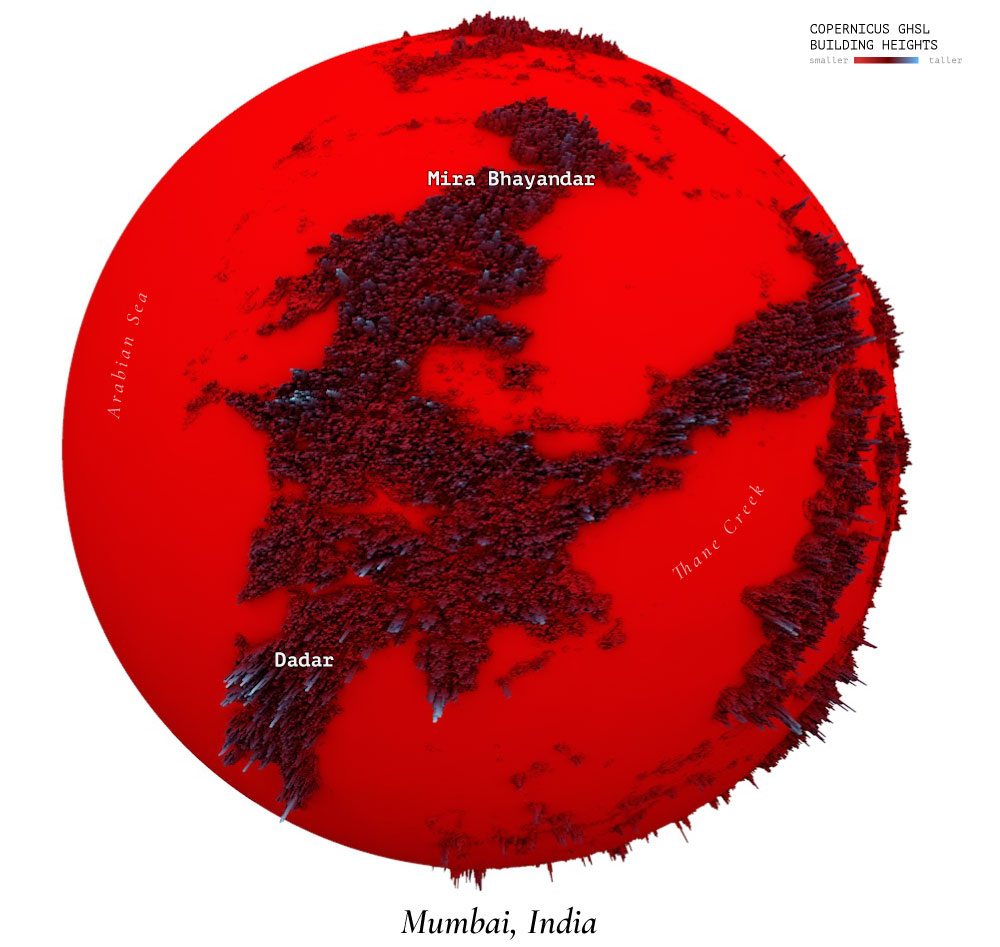 COPERNICUS GHSL
BUILDING HEIGHTS
smaller taller
Mira Bhayandar
Arabian Sea
Thane Creek
Dadar
Mumbai, India